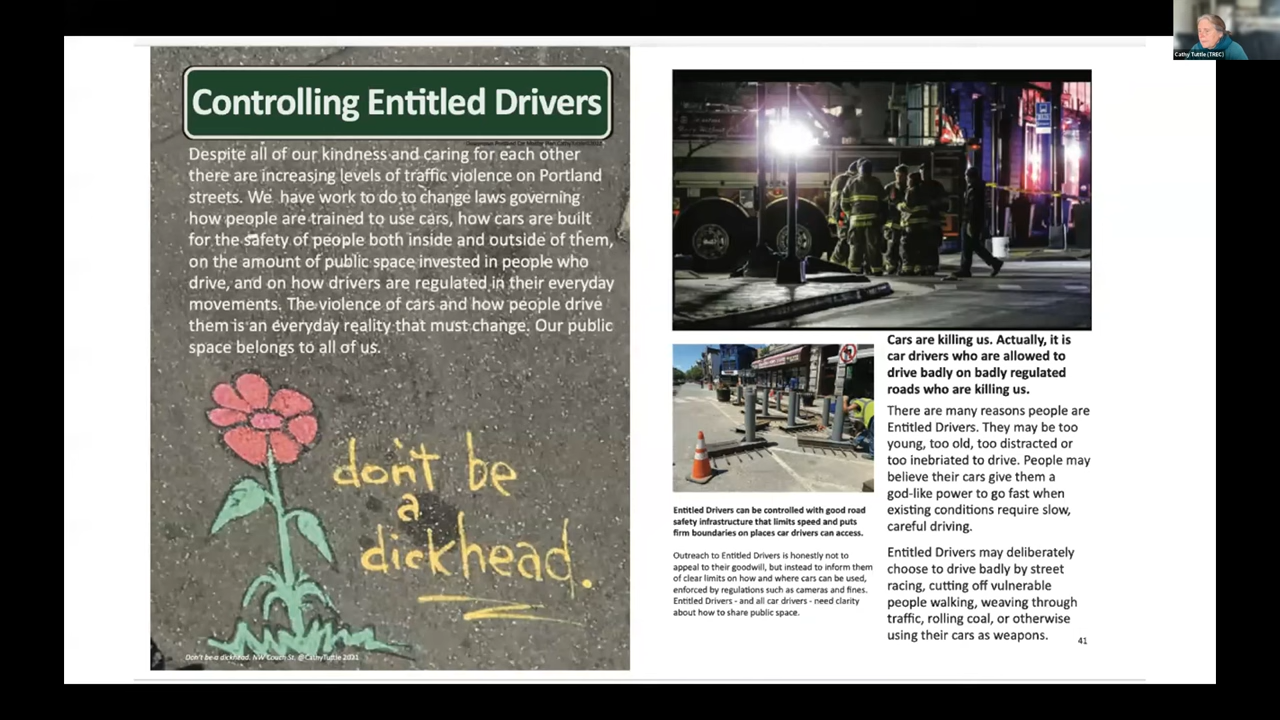 Cathy Tuttle (TREC)
Controlling Entitled Drivers
Despite all of our kindness and caring for each other
there are increasing levels of traffic violence on Portland
streets. We have work to do to change laws governing
how people are trained to use cars, how cars are built
for the safety of people both inside and outside of them,
on the amount of public space invested in people who
drive, and on how drivers are regulated in their everyday
movements. The violence of cars and how people drive
them is an everyday reality that must change. Our public
space belongs to all of us.
don't be
a
dickhead.
Don't be a dickhead. NW Couch St. @CathyTuttle 2021
Cars are killing us. Actually, it is
car drivers who are allowed to
drive badly on badly regulated
roads who are killing us.
There are many reasons people are
Entitled Drivers. They may be too
young, too old, too distracted or
too inebriated to drive. People may
believe their cars give them a
god-like power to go fast when
existing conditions require slow,
careful driving.
Entitled Drivers may deliberately
choose to drive badly by street
racing, cutting off vulnerable
people walking, weaving through
traffic, rolling coal, or otherwise
using their cars as weapons.
Entitled Drivers can be controlled with good road
safety infrastructure that limits speed and puts
firm boundaries on places car drivers can access.
Outreach to Entitled Drivers is honestly not to
appeal to their goodwill, but instead to inform them
of clear limits on how and where cars can be used,
enforced by regulations such as cameras and fines.
Entitled Drivers - and all car drivers - need clarity
about how to share public space.
41